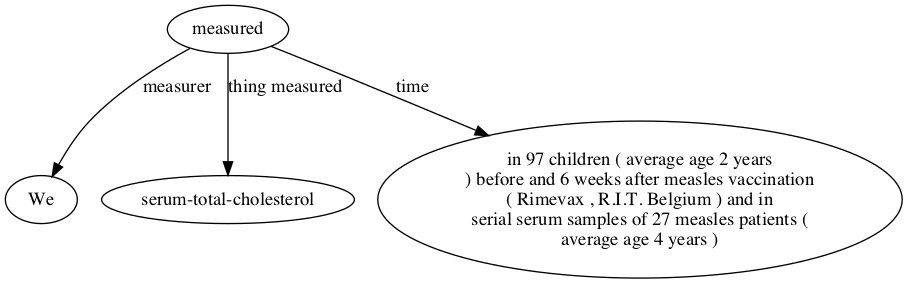 measured
measurer
thing measured
time
We
serum-total-cholesterol
in 97 children ( average age 2 years
) before and 6 weeks after measles vaccination
( Rimevax , R.I.T. Belgium ) and in
serial serum samples of 27 measles patients (
average age 4 years )